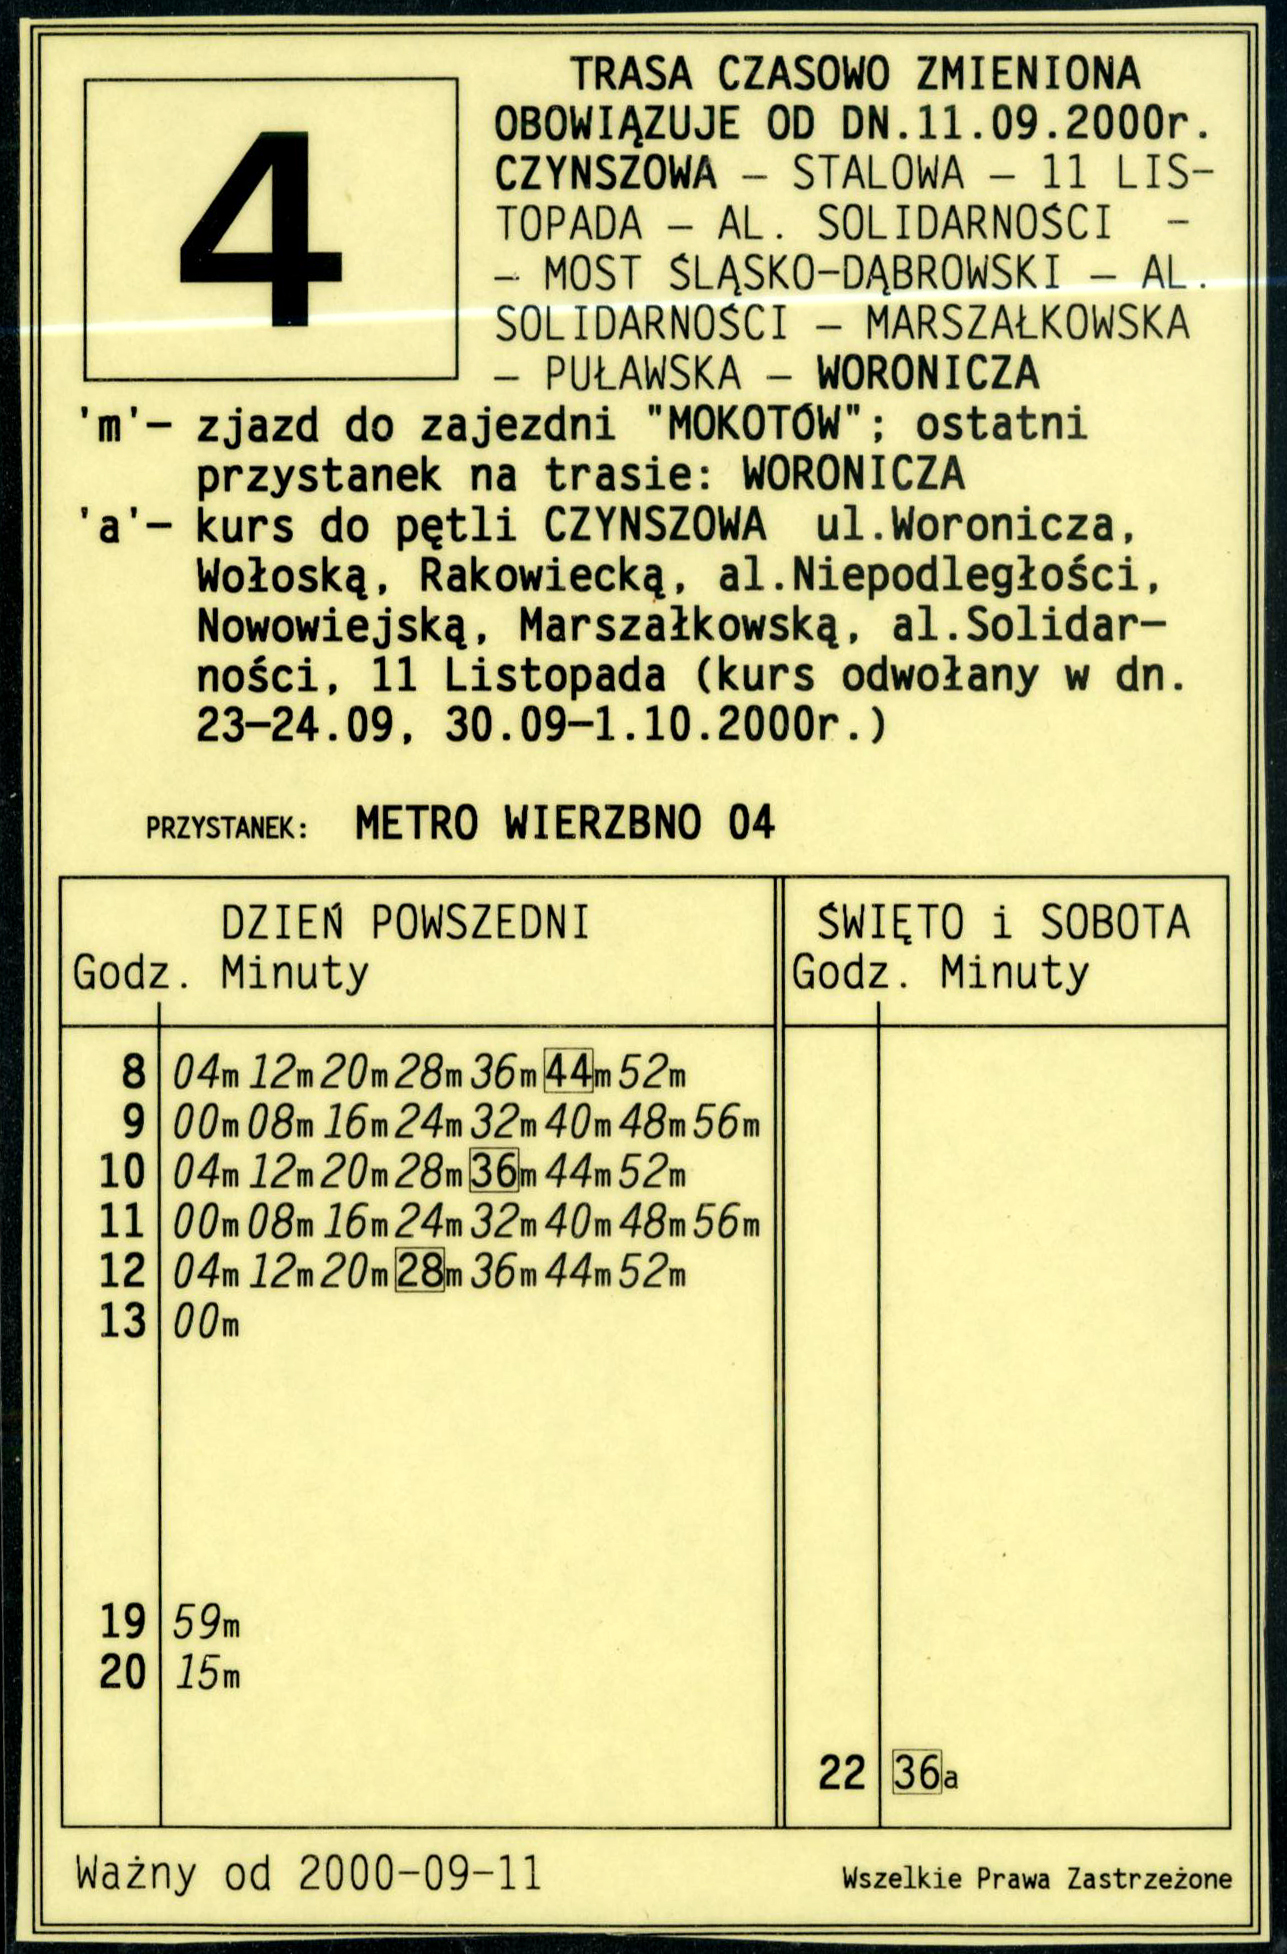 4
TRASA CZASOWO ZMIENIONA
OBOWIĄZUJE OD DN.11.09.2000r.
CZYNSZOWA – STALOWA – 11 LIS-
TOPADA – AL. SOLIDARNOŚCI –
– MOST ŚLĄSKO-DĄBROWSKI – AL.
SOLIDARNOŚCI – MARSZAŁKOWSKA
– PUŁAWSKA – WORONICZA
'm'– zjazd do zajezdni "MOKOTÓW"; ostatni
przystanek na trasie: WORONICZA
'a'– kurs do pętli CZYNSZOWA ul.Woronicza,
Wołoską, Rakowiecką, al.Niepodległości,
Nowowiejską, Marszałkowską, al.Solidar–
ności, 11 Listopada (kurs odwołany w dn.
23–24.09, 30.09–1.10.2000r.)
PRZYSTANEK: METRO WIERZBNO 04
DZIEŃ POWSZEDNI
Godz. Minuty
8 04m 12m 20m 28m 36m 44m 52m
9 00m 08m 16m 24m 32m 40m 48m 56m
10 04m 12m 20m 28m 36m 44m 52m
11 00m 08m 16m 24m 32m 40m 48m 56m
12 04m 12m 20m 28m 36m 44m 52m
13 00m
19 59m
20 15m
ŚWIĘTO i SOBOTA
Godz. Minuty
22 36a
Ważny od 2000-09-11
Wszelkie Prawa Zastrzeżone